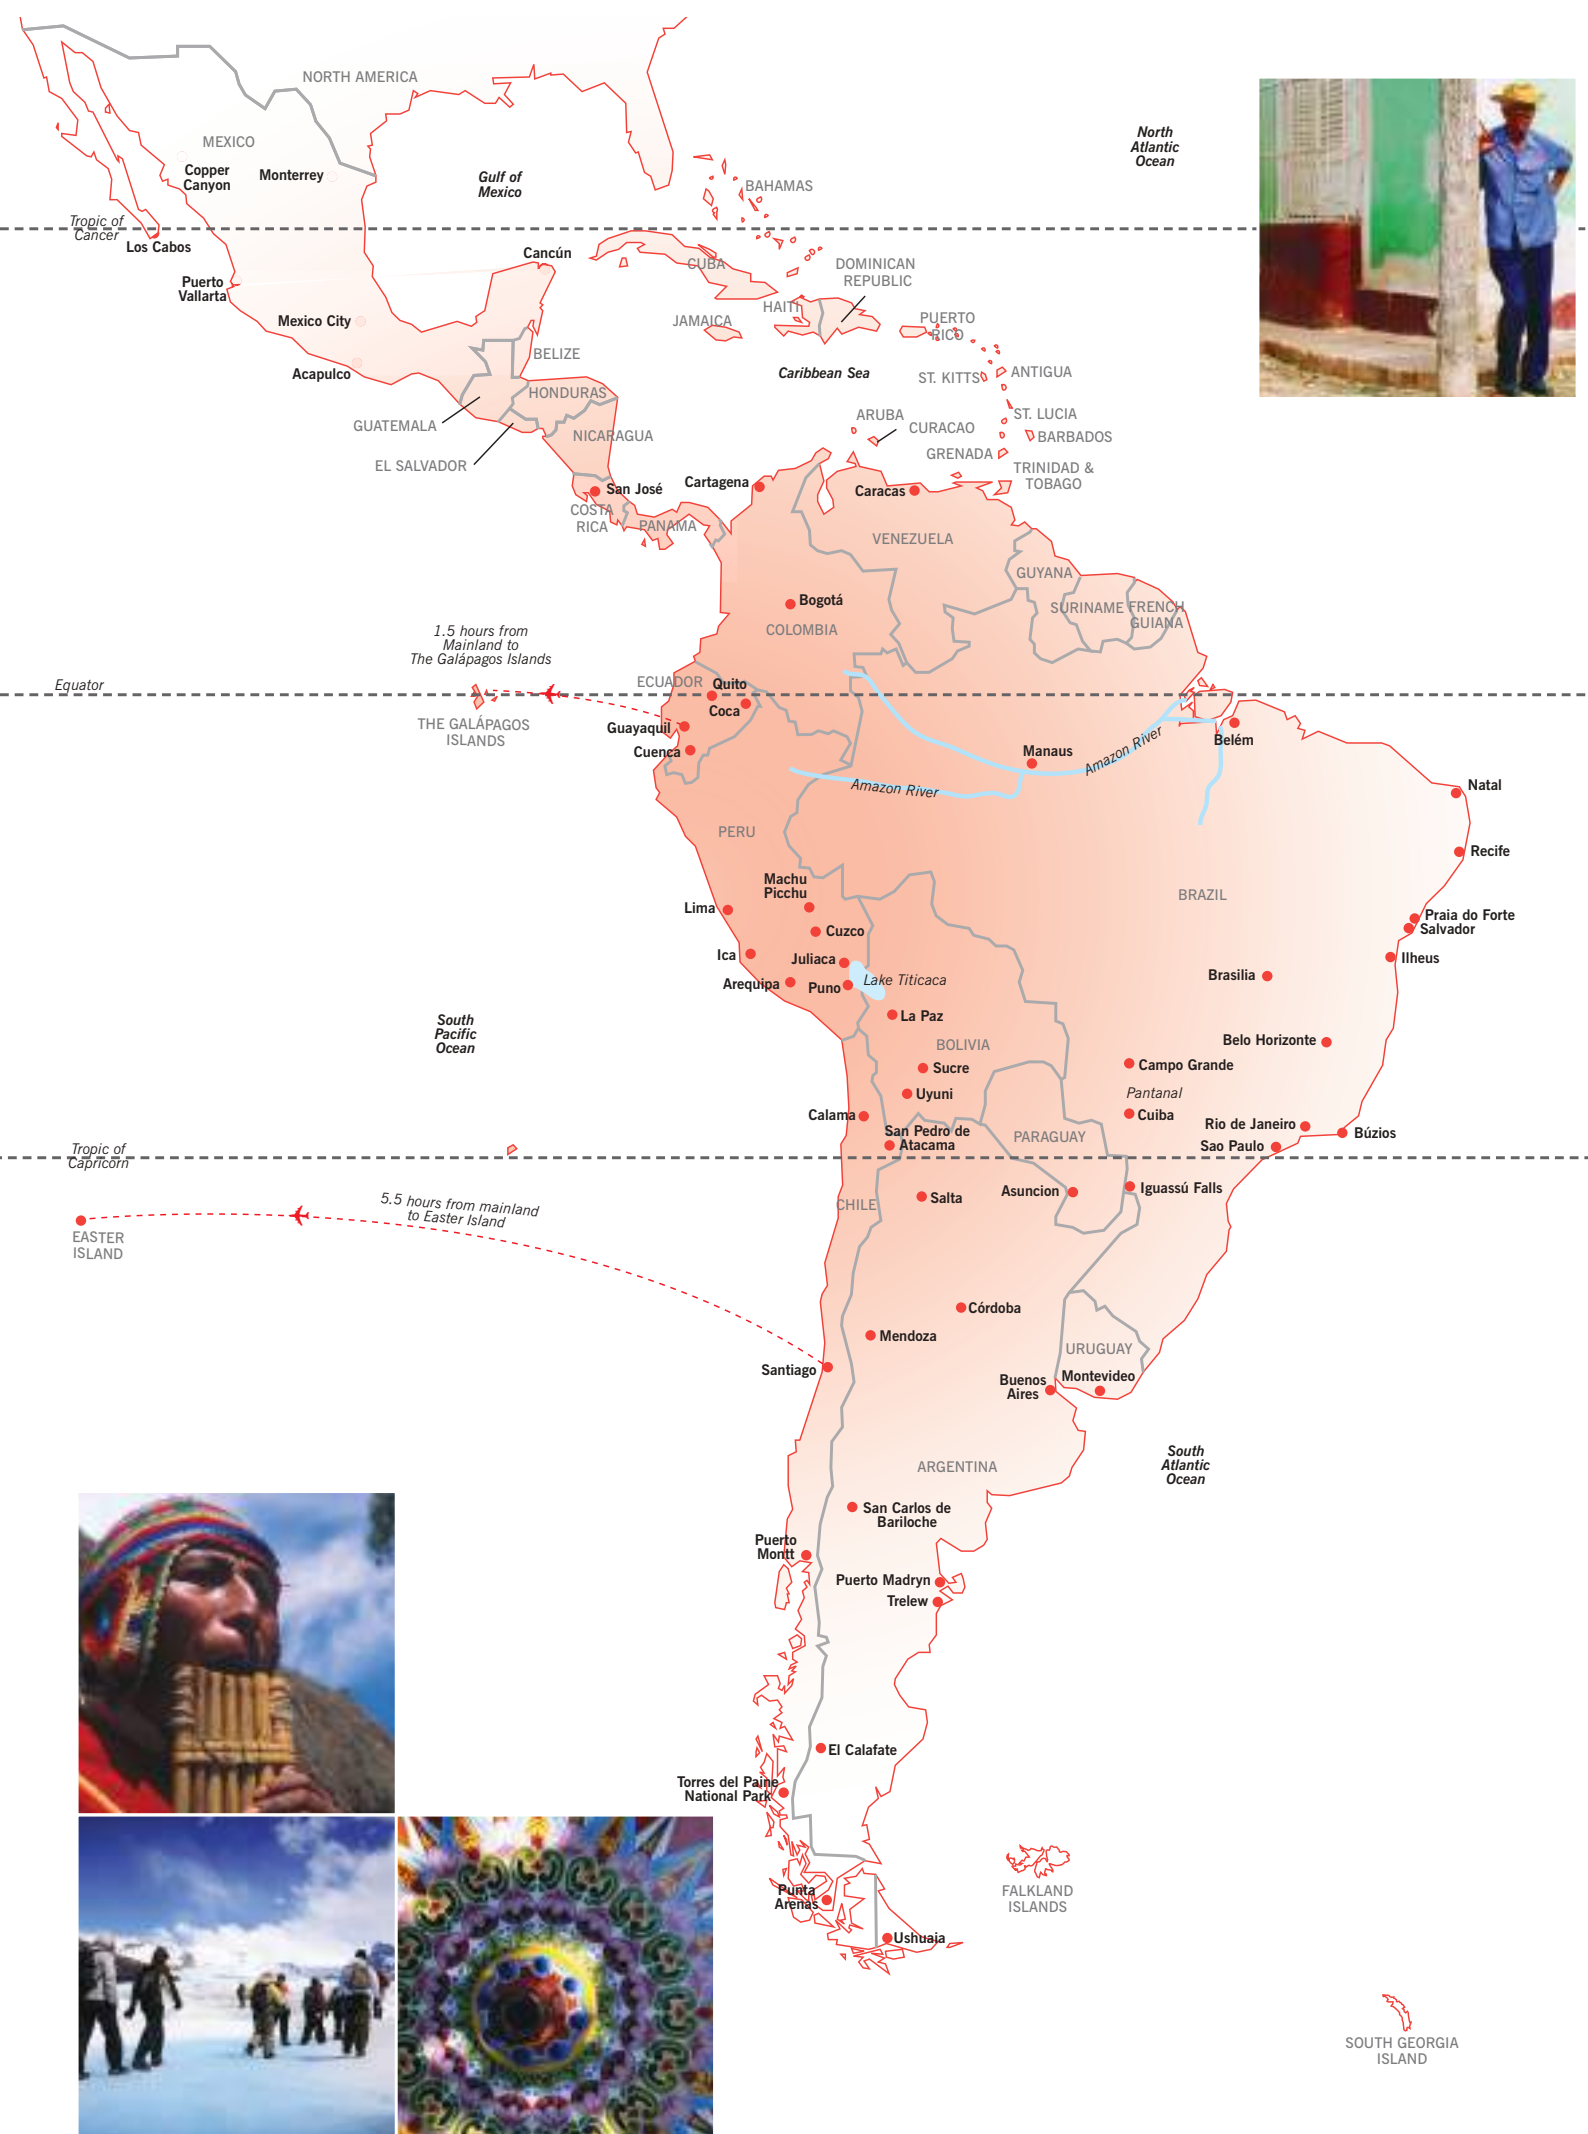 NORTH AMERICA
MEXICO
Copper
Canyon
Monterrey
Gulf of
Mexico
North
Atlantic
Ocean
BAHAMAS
Tropic of
Cancer
Los Cabos
Cancún
CUBA
DOMINICAN
REPUBLIC
Puerto
Vallarta
HAITI
JAMAICA
PUERTO
RICO
Mexico City
BELIZE
Acapulco
Caribbean Sea
ST. KITTS
ANTIGUA
HONDURAS
GUATEMALA
ARUBA
CURACAO
ST. LUCIA
BARBADOS
NICARAGUA
EL SALVADOR
GRENADA
TRINIDAD &
TOBAGO
San José
Cartagena
Caracas
COSTA
RICA
PANAMA
VENEZUELA
GUYANA
SURINAME
FRENCH
GUIANA
Bogotá
COLOMBIA
1.5 hours from
Mainland to
The Galápagos Islands
Equator
ECUADOR
Quito
Coca
THE GALÁPAGOS
ISLANDS
Guayaquil
Cuenca
Manaus
Amazon River
Belém
Amazon River
Natal
PERU
Recife
Machu
Picchu
BRAZIL
Lima
Cuzco
Praia do Forte
Salvador
Ica
Juliaca
Ilheus
Arequipa
Puno
Lake Titicaca
Brasilia
La Paz
South
Pacific
Ocean
BOLIVIA
Belo Horizonte
Sucre
Campo Grande
Uyuni
Pantanal
Calama
Cuiba
San Pedro de
Atacama
PARAGUAY
Rio de Janeiro
Búzios
Sao Paulo
Tropic of
Capricorn
Salta
Asuncion
Iguassú Falls
CHILE
5.5 hours from mainland
to Easter Island
EASTER
ISLAND
Córdoba
Mendoza
URUGUAY
Santiago
Buenos
Aires
Montevideo
ARGENTINA
South
Atlantic
Ocean
San Carlos de
Bariloche
Puerto
Montt
Puerto Madryn
Trelew
El Calafate
Torres del Paine
National Park
Punta
Arenas
FALKLAND
ISLANDS
Ushuaia
SOUTH GEORGIA
ISLAND